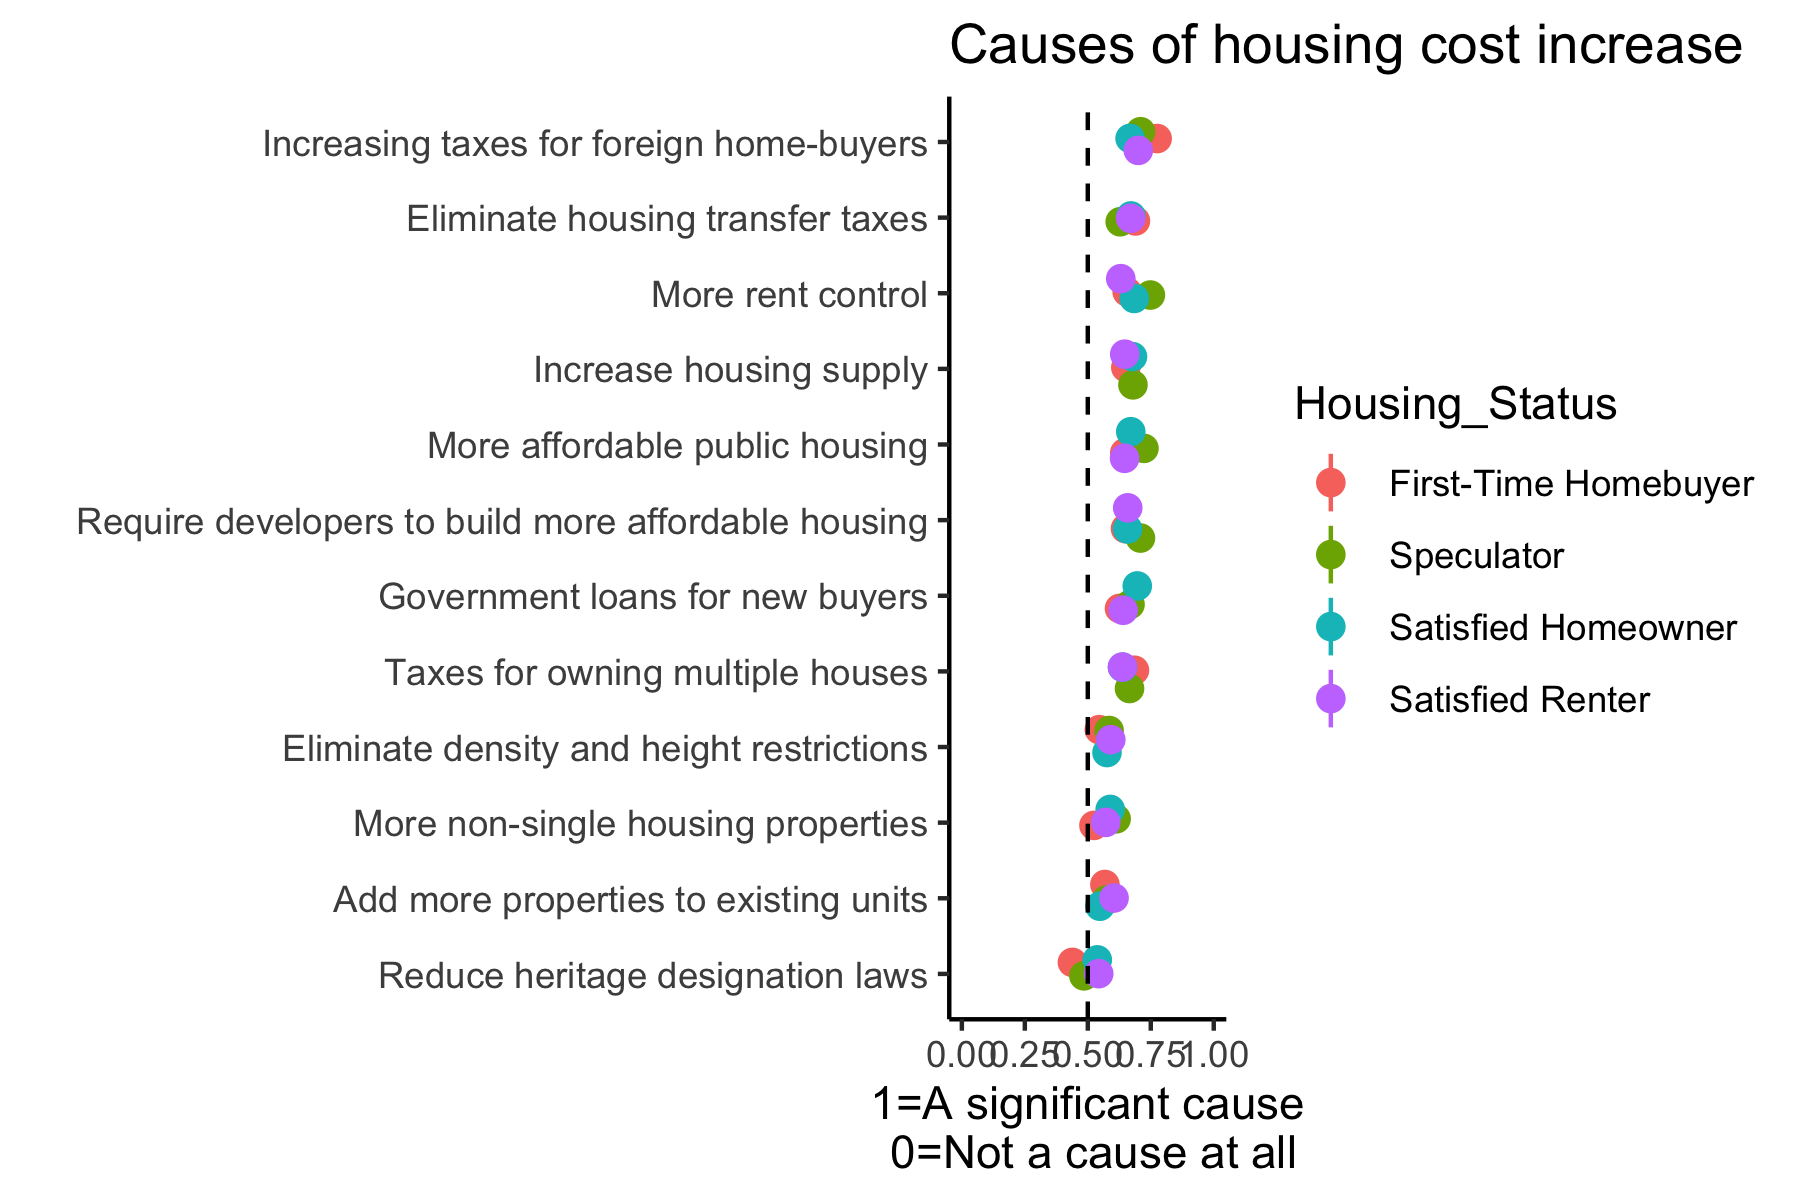 Causes of housing cost increase
Increasing taxes for foreign home-buyers
Eliminate housing transfer taxes
More rent control
Increase housing supply
More affordable public housing
Require developers to build more affordable housing
Government loans for new buyers
Taxes for owning multiple houses
Eliminate density and height restrictions
More non-single housing properties
Add more properties to existing units
Reduce heritage designation laws
0.00 0.25 0.50 0.75 1.00
1=A significant cause
0=Not a cause at all
Housing_Status
First-Time Homebuyer
Speculator
Satisfied Homeowner
Satisfied Renter